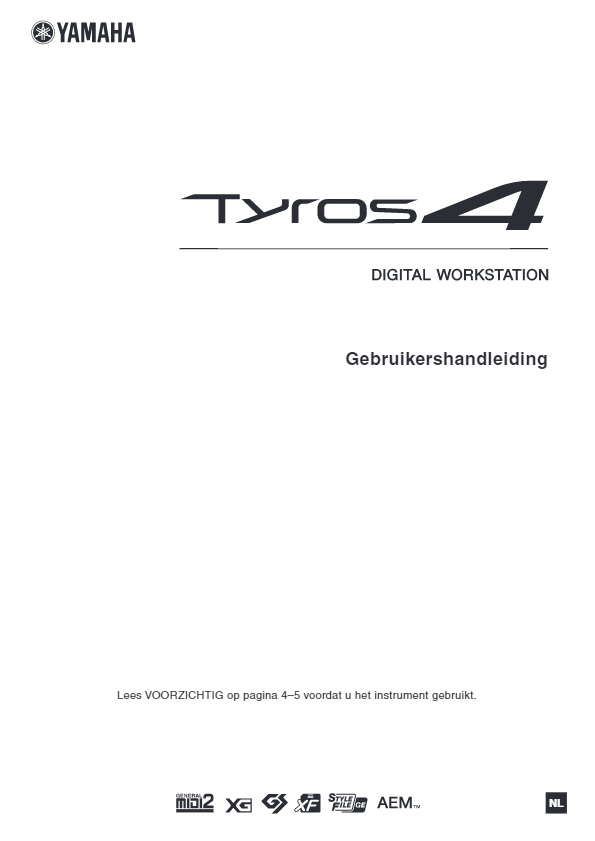 YAMAHA
Tyros4
DIGITAL WORKSTATION
Gebruikershandleiding
Lees VOORZICHTIG op pagina 4–5 voordat u het instrument gebruikt.
GENERAL MIDI2 XG GS XF STYLE FILE GE AEM™ NL